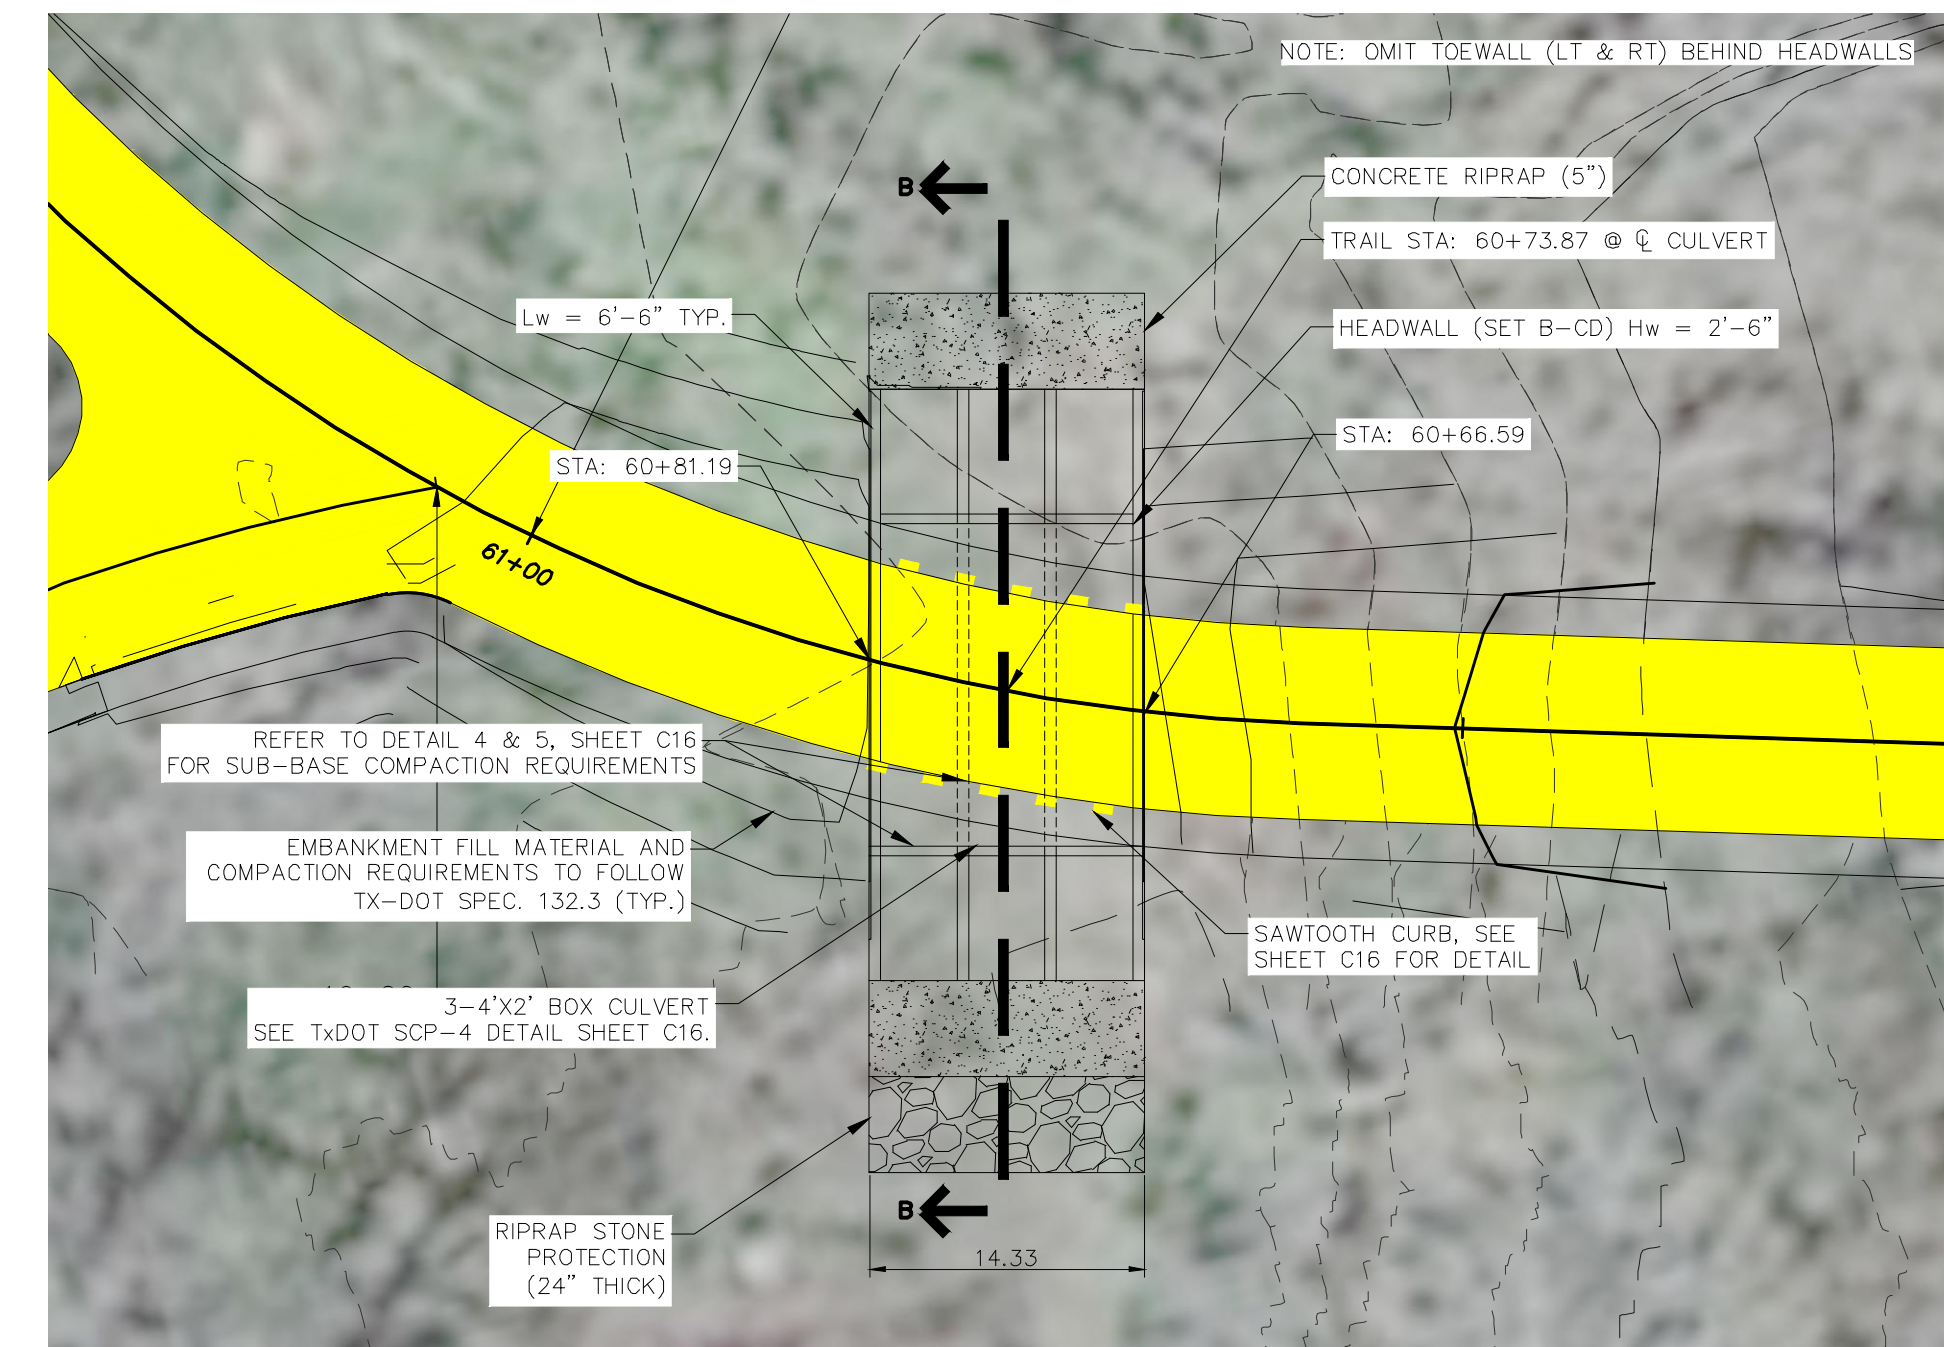 NOTE: OMIT TOEWALL (LT & RT) BEHIND HEADWALLS
B
CONCRETE RIPRAP (5”)
TRAIL STA: 60+73.87 @ ℄ CULVERT
Lw = 6’-6” TYP.
HEADWALL (SET B-CD) Hw = 2’-6”
STA: 60+66.59
STA: 60+81.19
61+00
REFER TO DETAIL 4 & 5, SHEET C16
FOR SUB-BASE COMPACTION REQUIREMENTS
EMBANKMENT FILL MATERIAL AND
COMPACTION REQUIREMENTS TO FOLLOW
TX-DOT SPEC. 132.3 (TYP.)
SAWTOOTH CURB, SEE
SHEET C16 FOR DETAIL
3-4’X2’ BOX CULVERT
SEE TxDOT SCP-4 DETAIL SHEET C16.
B
RIPRAP STONE
PROTECTION
(24” THICK)
14.33